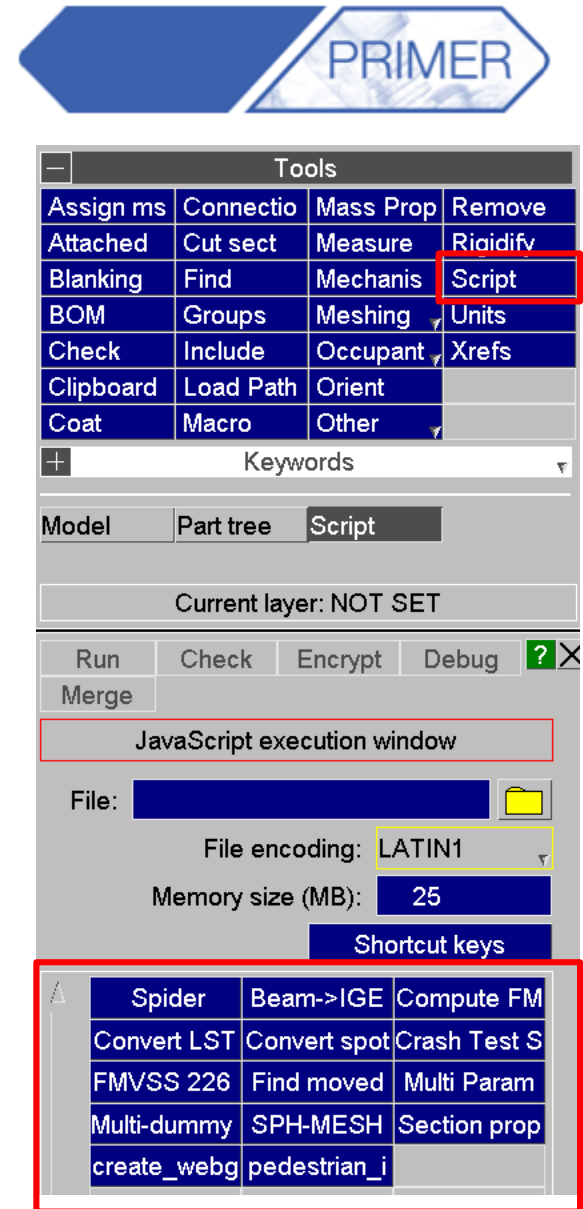 PRIMER
Tools
Assign ms Connectio Mass Prop Remove
Attached Cut sect Measure Rigidify
Blanking Find Mechanis Script
BOM Groups Meshing Units
Check Include Occupant Xrefs
Clipboard Load Path Orient
Coat Macro Other
Keywords
Model Part tree Script
Current layer: NOT SET
Run Check Encrypt Debug ? X
Merge
JavaScript execution window
File:
File encoding: LATIN1
Memory size (MB): 25
Shortcut keys
Spider Beam->IGE Compute FM
Convert LST Convert spot Crash Test S
FMVSS 226 Find moved Multi Param
Multi-dummy SPH-MESH Section prop
create_webg pedestrian_i